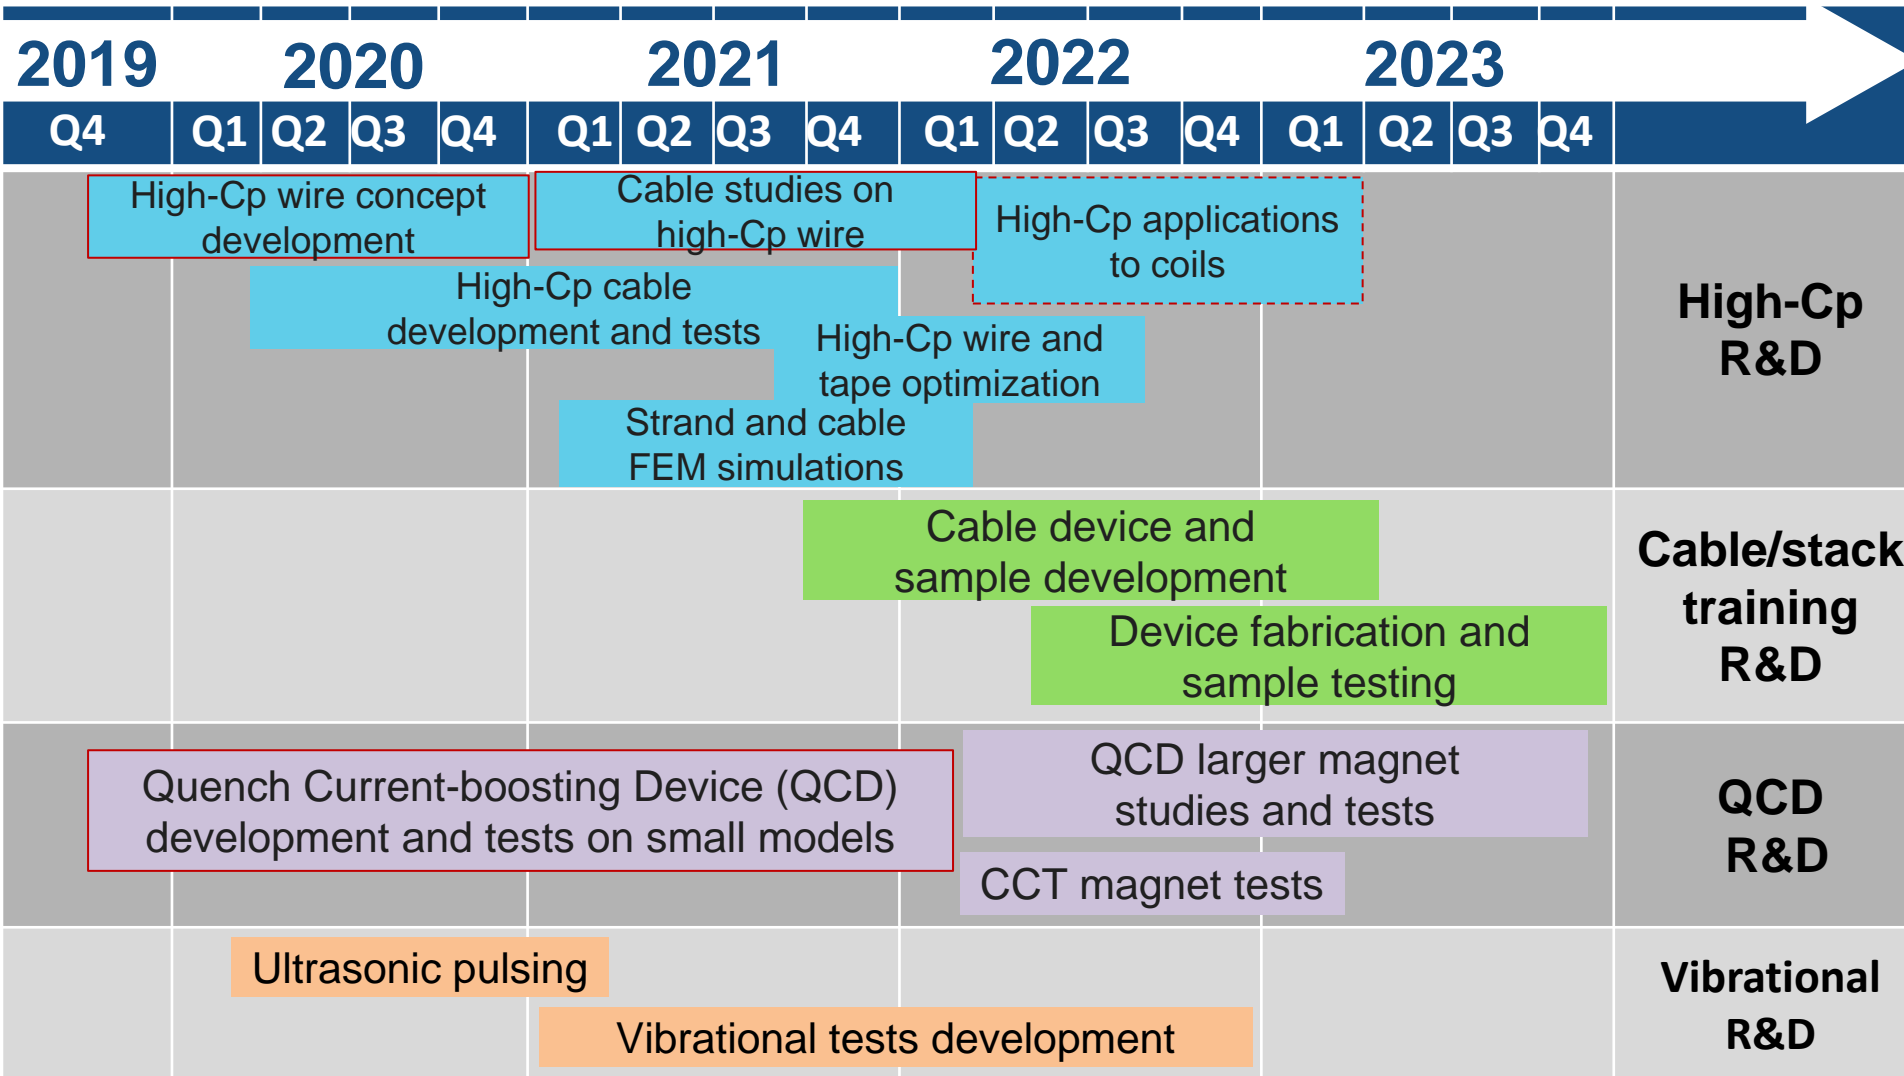 2019 2020 2021 2022 2023
Q4 Q1 Q2 Q3 Q4 Q1 Q2 Q3 Q4 Q1 Q2 Q3 Q4 Q1 Q2 Q3 Q4
High-Cp wire concept
development
Cable studies on
high-Cp wire
High-Cp applications
to coils
High-Cp cable
development and tests
High-Cp wire and
tape optimization
Strand and cable
FEM simulations
High-Cp
R&D
Cable device and
sample development
Device fabrication and
sample testing
Cable/stack
training
R&D
Quench Current-boosting Device (QCD)
development and tests on small models
QCD larger magnet
studies and tests
CCT magnet tests
QCD
R&D
Ultrasonic pulsing
Vibrational tests development
Vibrational
R&D